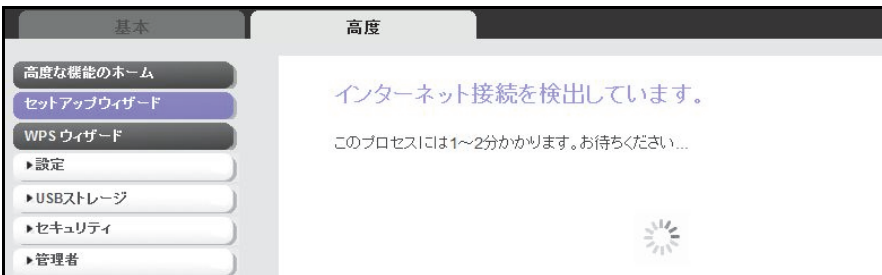 基本
高度
高度な機能のホーム
セットアップウィザード
WPS ウィザード
▶設定
▶USBストレージ
▶セキュリティ
▶管理者
インターネット接続を検出しています。
このプロセスには1～2分かかります。お待ちください...